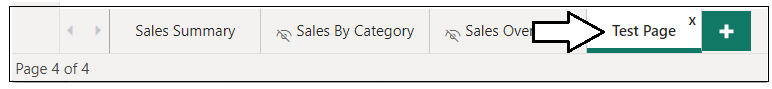 Sales Summary Sales By Category Sales Over Test Page x +
Page 4 of 4